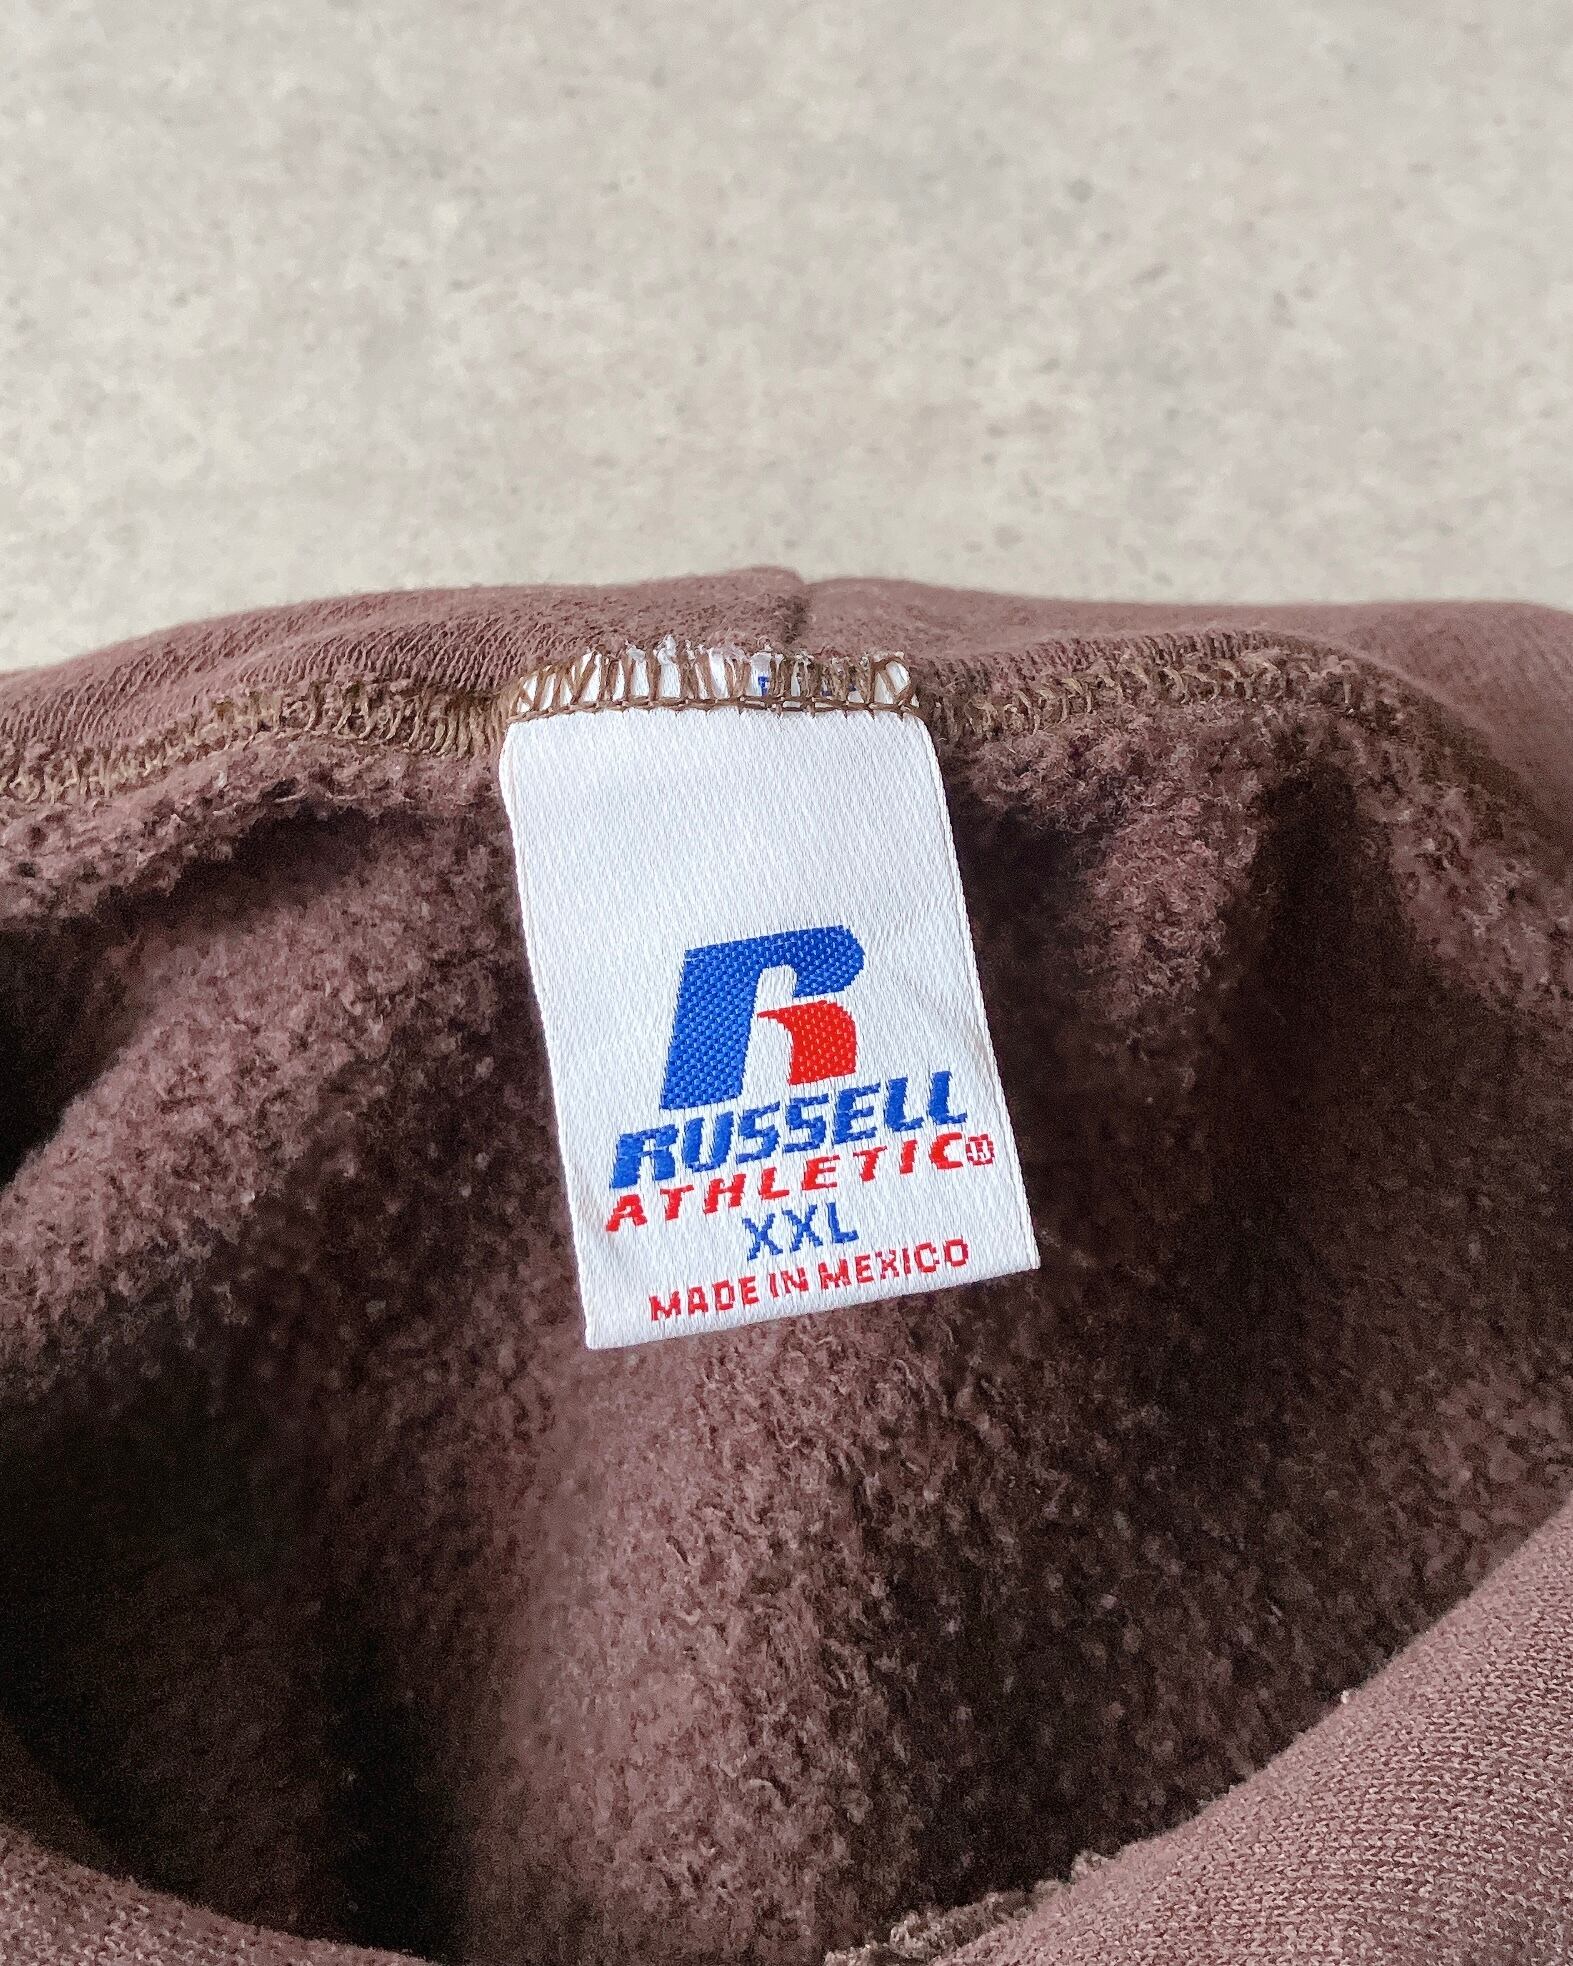 R
RUSSELL
ATHLETIC®
XXL
MADE IN MEXICO